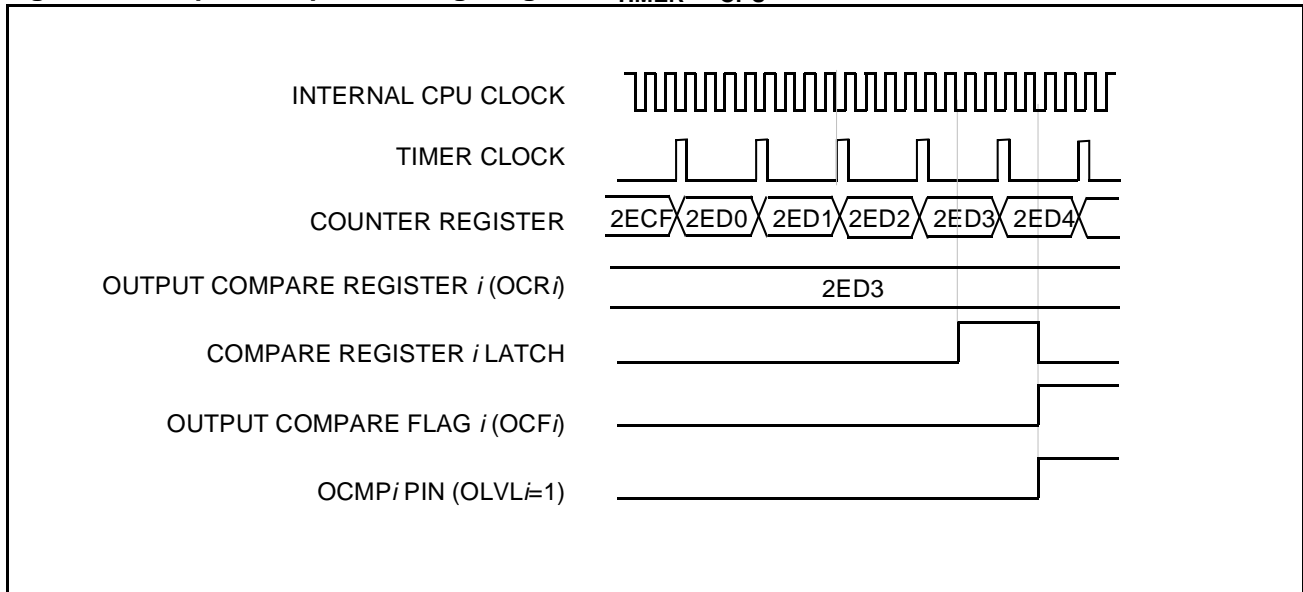 INTERNAL CPU CLOCK
TIMER CLOCK
COUNTER REGISTER 2ECF 2ED0 2ED1 2ED2 2ED3 2ED4
OUTPUT COMPARE REGISTER i (OCRi) 2ED3
COMPARE REGISTER i LATCH
OUTPUT COMPARE FLAG i (OCFi)
OCMPi PIN (OLVLi=1)